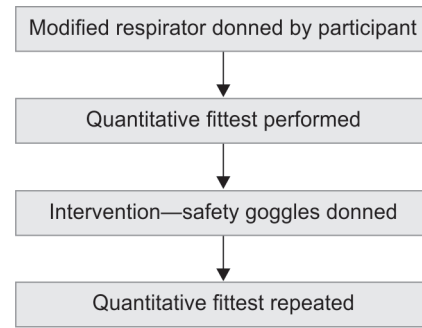 Modified respirator donned by participant
Quantitative fittest performed
Intervention—safety goggles donned
Quantitative fittest repeated